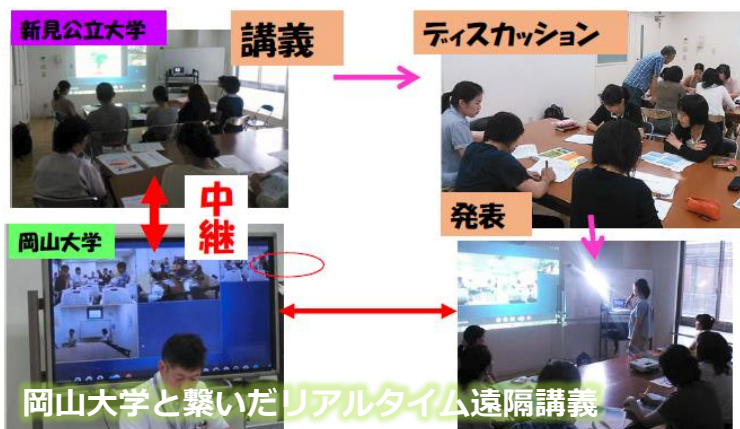 新見公立大学
講義
ディスカッション
中継
岡山大学
発表
岡山大学と繋いだリアルタイム遠隔講義